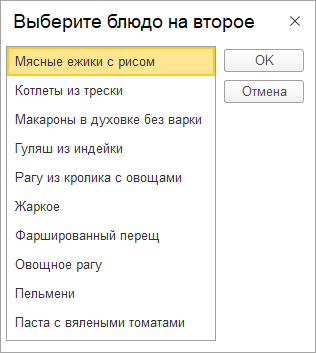 Выберите блюдо на второе
Мясные ежики с рисом
Котлеты из трески
Макароны в духовке без варки
Гуляш из индейки
Рагу из кролика с овощами
Жаркое
Фаршированный перщ
Овощное рагу
Пельмени
Паста с вялеными томатами
OK
Отмена